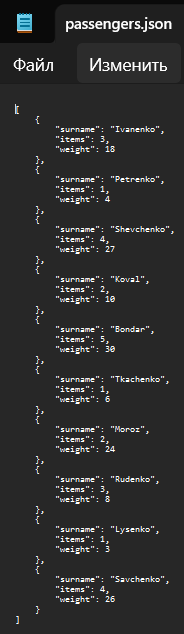 passengers.json
Файл
Изменить
[
    {
        "surname": "Ivanenko",
        "items": 3,
        "weight": 18
    },
    {
        "surname": "Petrenko",
        "items": 1,
        "weight": 4
    },
    {
        "surname": "Shevchenko",
        "items": 4,
        "weight": 27
    },
    {
        "surname": "Koval",
        "items": 2,
        "weight": 10
    },
    {
        "surname": "Bondar",
        "items": 5,
        "weight": 30
    },
    {
        "surname": "Tkachenko",
        "items": 1,
        "weight": 6
    },
    {
        "surname": "Moroz",
        "items": 2,
        "weight": 24
    },
    {
        "surname": "Rudenko",
        "items": 3,
        "weight": 8
    },
    {
        "surname": "Lysenko",
        "items": 1,
        "weight": 3
    },
    {
        "surname": "Savchenko",
        "items": 4,
        "weight": 26
    }
]